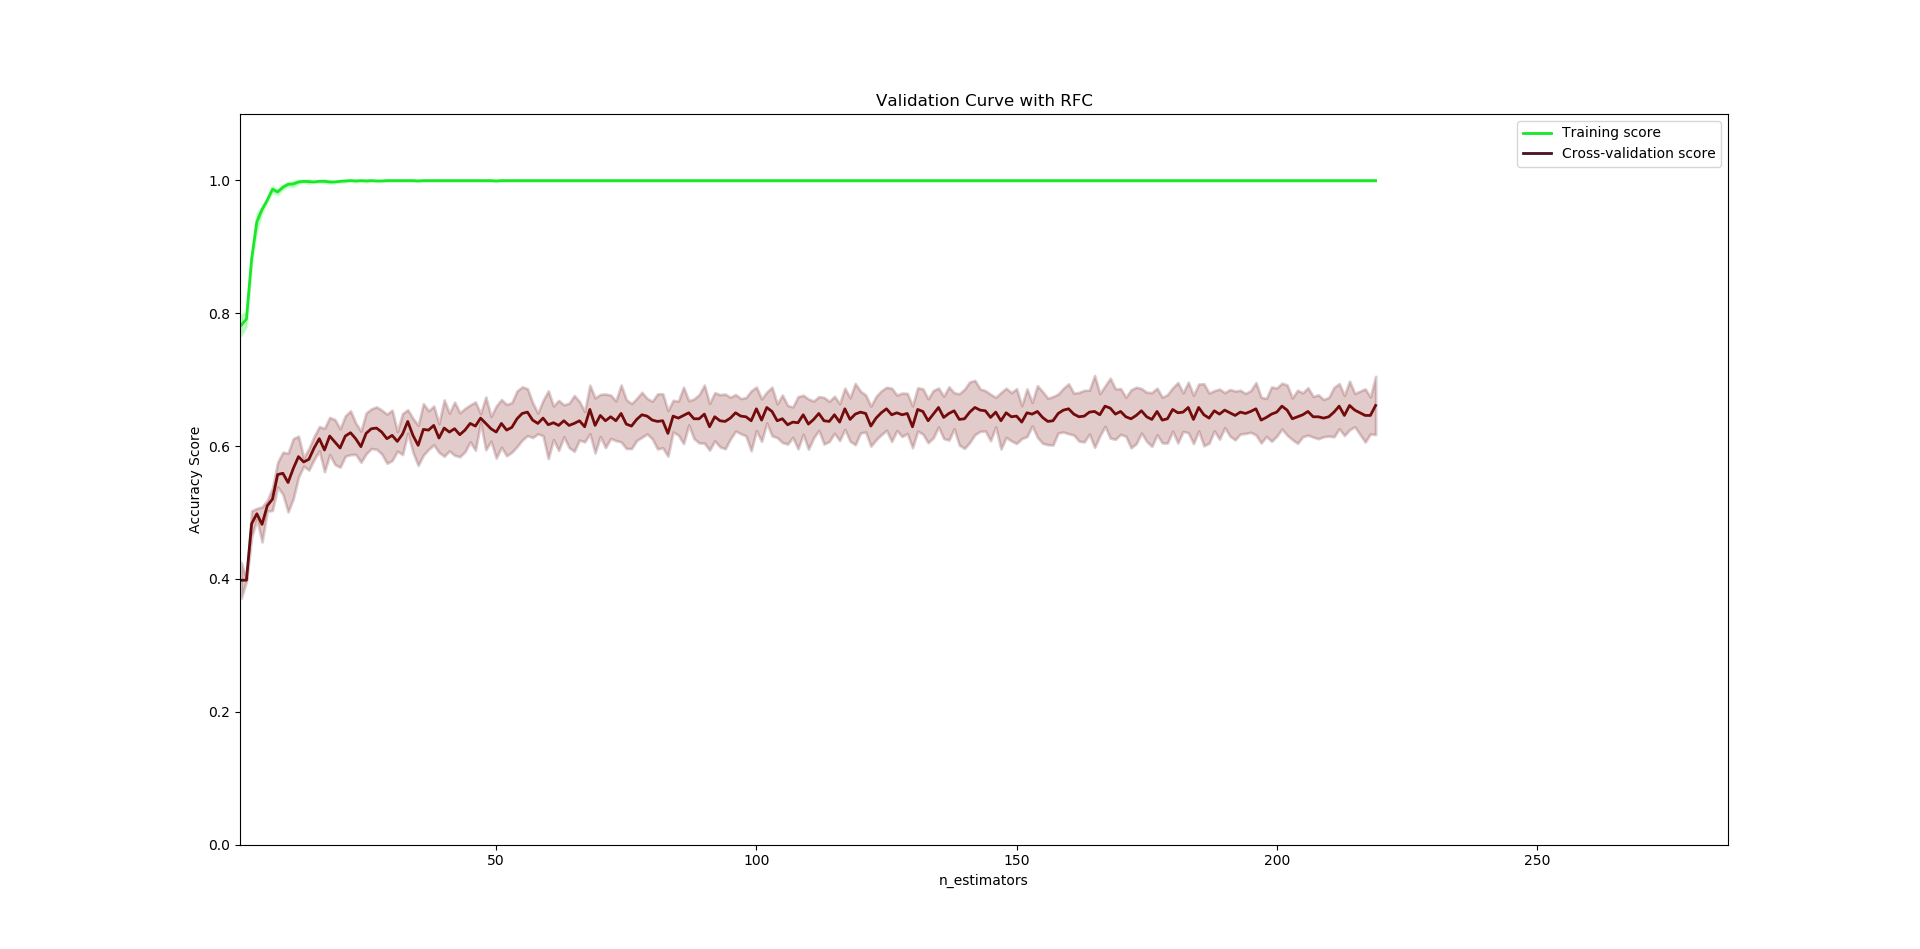 Validation Curve with RFC
Training score
Cross-validation score
1.0
0.8
0.6
0.4
0.2
0.0
Accuracy Score
50
100
150
200
250
n_estimators